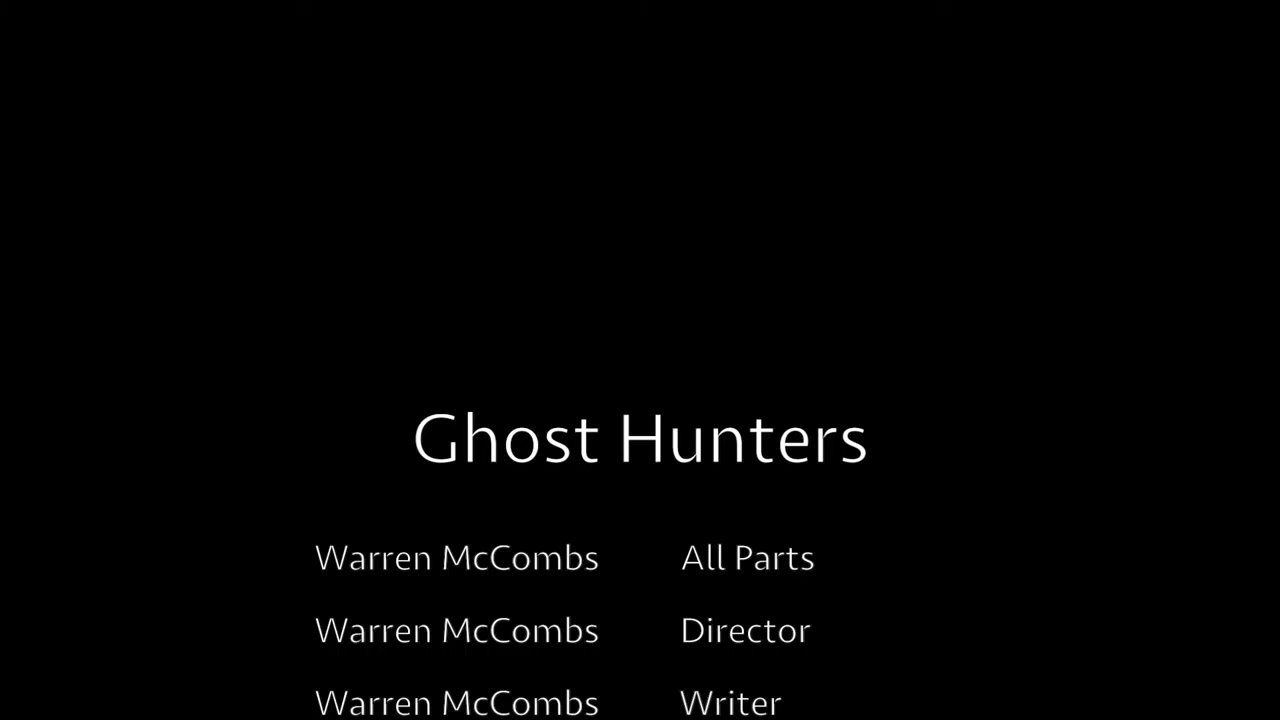 Ghost Hunters
Warren McCombs All Parts
Warren McCombs Director
Warren McCombs Writer